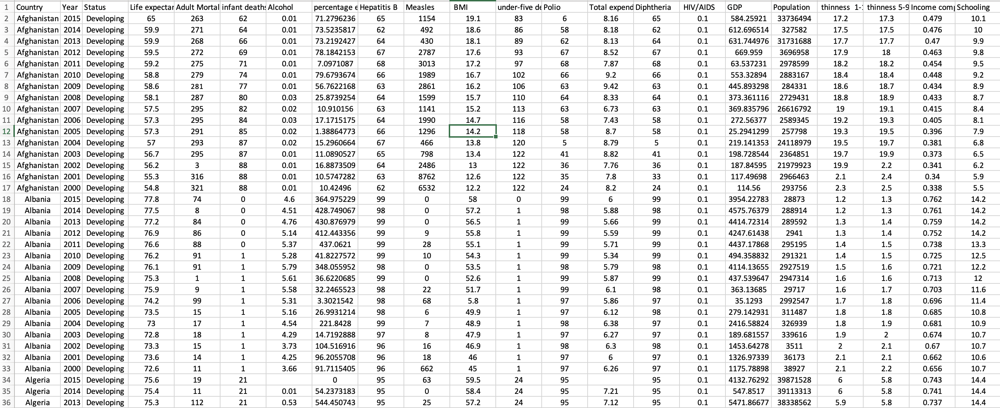 1 Country Year Status Life expectar Adult Mortal infant deaths Alcohol percentage e Hepatitis B Measles BMI under-five de Polio Total expend Diphtheria HIV/AIDS GDP Population thinness 1-1 thinness 5-9 Income comp Schooling
2 Afghanistan 2015 Developing 65 263 62 0.01 71.2796236 65 1154 19.1 83 6 8.16 65 0.1 584.25921 33736494 17.2 17.3 0.479 10.1
3 Afghanistan 2014 Developing 59.9 271 64 0.01 73.5235817 62 492 18.6 86 58 8.18 62 0.1 612.696514 327582 17.5 17.5 0.476 10
4 Afghanistan 2013 Developing 59.9 268 66 0.01 73.2192427 64 430 18.1 89 62 8.13 64 0.1 631.744976 31731688 17.7 17.7 0.47 9.9
5 Afghanistan 2012 Developing 59.5 272 69 0.01 78.1842153 67 2787 17.6 93 67 8.52 67 0.1 669.959 3696958 17.9 18 0.463 9.8
6 Afghanistan 2011 Developing 59.2 275 71 0.01 7.0971087 68 3013 17.2 97 68 7.87 68 0.1 63.537231 2978599 18.2 18.2 0.454 9.5
7 Afghanistan 2010 Developing 58.8 279 74 0.01 79.6793674 66 1989 16.7 102 66 9.2 66 0.1 553.32894 2883167 18.4 18.4 0.448 9.2
8 Afghanistan 2009 Developing 58.6 281 77 0.01 56.7622168 63 2861 16.2 106 63 9.42 63 0.1 445.893298 284331 18.6 18.7 0.434 8.9
9 Afghanistan 2008 Developing 58.1 287 80 0.03 25.8739254 64 1599 15.7 110 64 8.33 64 0.1 373.361116 2729431 18.8 18.9 0.433 8.7
10 Afghanistan 2007 Developing 57.5 295 82 0.02 10.910156 63 1141 15.2 113 63 6.73 63 0.1 369.835796 26616792 19 19.1 0.415 8.4
11 Afghanistan 2006 Developing 57.3 295 84 0.03 17.1715175 64 1990 14.7 116 58 7.43 58 0.1 272.56377 2589345 19.2 19.3 0.405 8.1
12 Afghanistan 2005 Developing 57.3 291 85 0.02 1.38864773 66 1296 14.2 118 58 8.7 58 0.1 25.2941299 257798 19.3 19.5 0.396 7.9
13 Afghanistan 2004 Developing 57 293 87 0.02 15.2960664 67 466 13.8 120 5 8.79 5 0.1 219.141353 24118979 19.5 19.7 0.381 6.8
14 Afghanistan 2003 Developing 56.7 295 87 0.01 11.0890527 65 798 13.4 122 41 8.82 41 0.1 198.728544 2364851 19.7 19.9 0.373 6.5
15 Afghanistan 2002 Developing 56.2 3 88 0.01 16.8873509 64 2486 13 122 36 7.76 36 0.1 187.84595 21979923 19.9 2.2 0.341 6.2
16 Afghanistan 2001 Developing 55.3 316 88 0.01 10.5747282 63 8762 12.6 122 35 7.8 33 0.1 117.49698 2966463 2.1 2.4 0.34 5.9
17 Afghanistan 2000 Developing 54.8 321 88 0.01 10.42496 62 6532 12.2 122 24 8.2 24 0.1 114.56 293756 2.3 2.5 0.338 5.5
18 Albania 2015 Developing 77.8 74 0 4.6 364.975229 99 0 58 0 99 6 99 0.1 3954.22783 28873 1.2 1.3 0.762 14.2
19 Albania 2014 Developing 77.5 8 0 4.51 428.749067 98 0 57.2 1 98 5.88 98 0.1 4575.76379 288914 1.2 1.3 0.761 14.2
20 Albania 2013 Developing 77.2 84 0 4.76 430.876979 99 0 56.5 1 99 5.66 99 0.1 4414.72314 289592 1.3 1.4 0.759 14.2
21 Albania 2012 Developing 76.9 86 0 5.14 412.443356 99 9 55.8 1 99 5.59 99 0.1 4247.61438 2941 1.3 1.4 0.752 14.2
22 Albania 2011 Developing 76.6 88 0 5.37 437.0621 99 28 55.1 1 99 5.71 99 0.1 4437.17868 295195 1.4 1.5 0.738 13.3
23 Albania 2010 Developing 76.2 91 1 5.28 41.8227572 99 10 54.3 1 99 5.34 99 0.1 494.358832 291321 1.4 1.5 0.725 12.5
24 Albania 2009 Developing 76.1 91 1 5.79 348.055952 98 0 53.5 1 98 5.79 98 0.1 4114.13655 2927519 1.5 1.6 0.721 12.2
25 Albania 2008 Developing 75.3 1 1 5.61 36.6220685 99 0 52.6 1 99 5.87 99 0.1 437.539647 2947314 1.6 1.6 0.713 12
26 Albania 2007 Developing 75.9 9 1 5.58 32.2465523 98 22 51.7 1 99 6.1 98 0.1 363.13685 29717 1.6 1.7 0.703 11.6
27 Albania 2006 Developing 74.2 99 1 5.31 3.3021542 98 68 5.8 1 97 5.86 97 0.1 35.1293 2992547 1.7 1.8 0.696 11.4
28 Albania 2005 Developing 73.5 15 1 5.16 26.9931214 98 6 49.9 1 97 6.12 98 0.1 279.142931 311487 1.8 1.8 0.685 10.8
29 Albania 2004 Developing 73 17 1 4.54 221.8428 99 7 48.9 1 98 6.38 97 0.1 2416.58824 326939 1.8 1.9 0.681 10.9
30 Albania 2003 Developing 72.8 18 1 4.29 14.7192888 97 8 47.9 1 97 6.27 97 0.1 189.681557 339616 1.9 2 0.674 10.7
31 Albania 2002 Developing 73.3 15 1 3.73 104.516916 96 16 46.9 1 98 6.3 98 0.1 1453.64278 3511 2 2.1 0.67 10.7
32 Albania 2001 Developing 73.6 14 1 4.25 96.2055708 96 18 46 1 97 6 97 0.1 1326.97339 36173 2.1 2.1 0.662 10.6
33 Albania 2000 Developing 72.6 11 1 3.66 91.7115405 96 662 45 1 97 6.26 97 0.1 1175.78898 38927 2.1 2.2 0.656 10.7
34 Algeria 2015 Developing 75.6 19 21 0 95 63 59.5 24 95 95 0.1 4132.76292 39871528 6 5.8 0.743 14.4
35 Algeria 2014 Developing 75.4 11 21 0.01 54.2373183 95 0 58.4 24 95 7.21 95 0.1 547.8517 39113313 6 5.8 0.741 14.4
36 Algeria 2013 Developing 75.3 112 21 0.53 544.450743 95 25 57.2 24 95 7.12 95 0.1 5471.86677 38338562 5.9 5.8 0.737 14.4